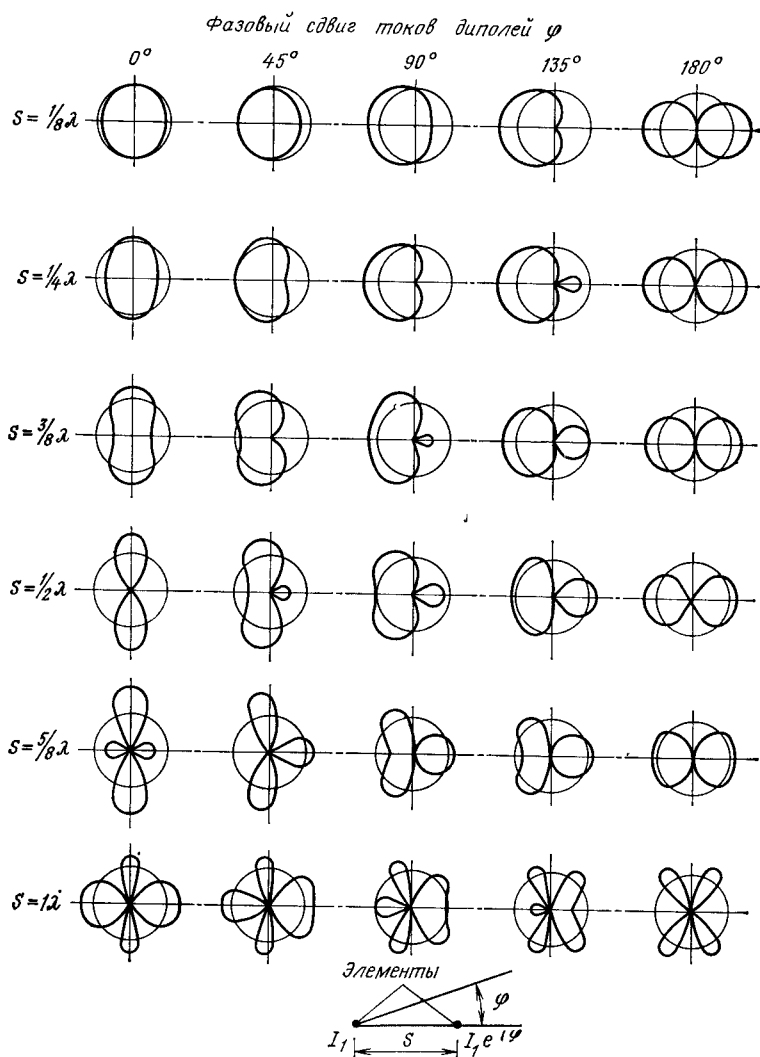 Фазовый сдвиг токов диполей φ
0° 45° 90° 135° 180°
S = 1/8 λ
S = 1/4 λ
S = 3/8 λ
S = 1/2 λ
S = 5/8 λ
S = 1λ
Элементы
φ
I₁ S I₁ e^iφ